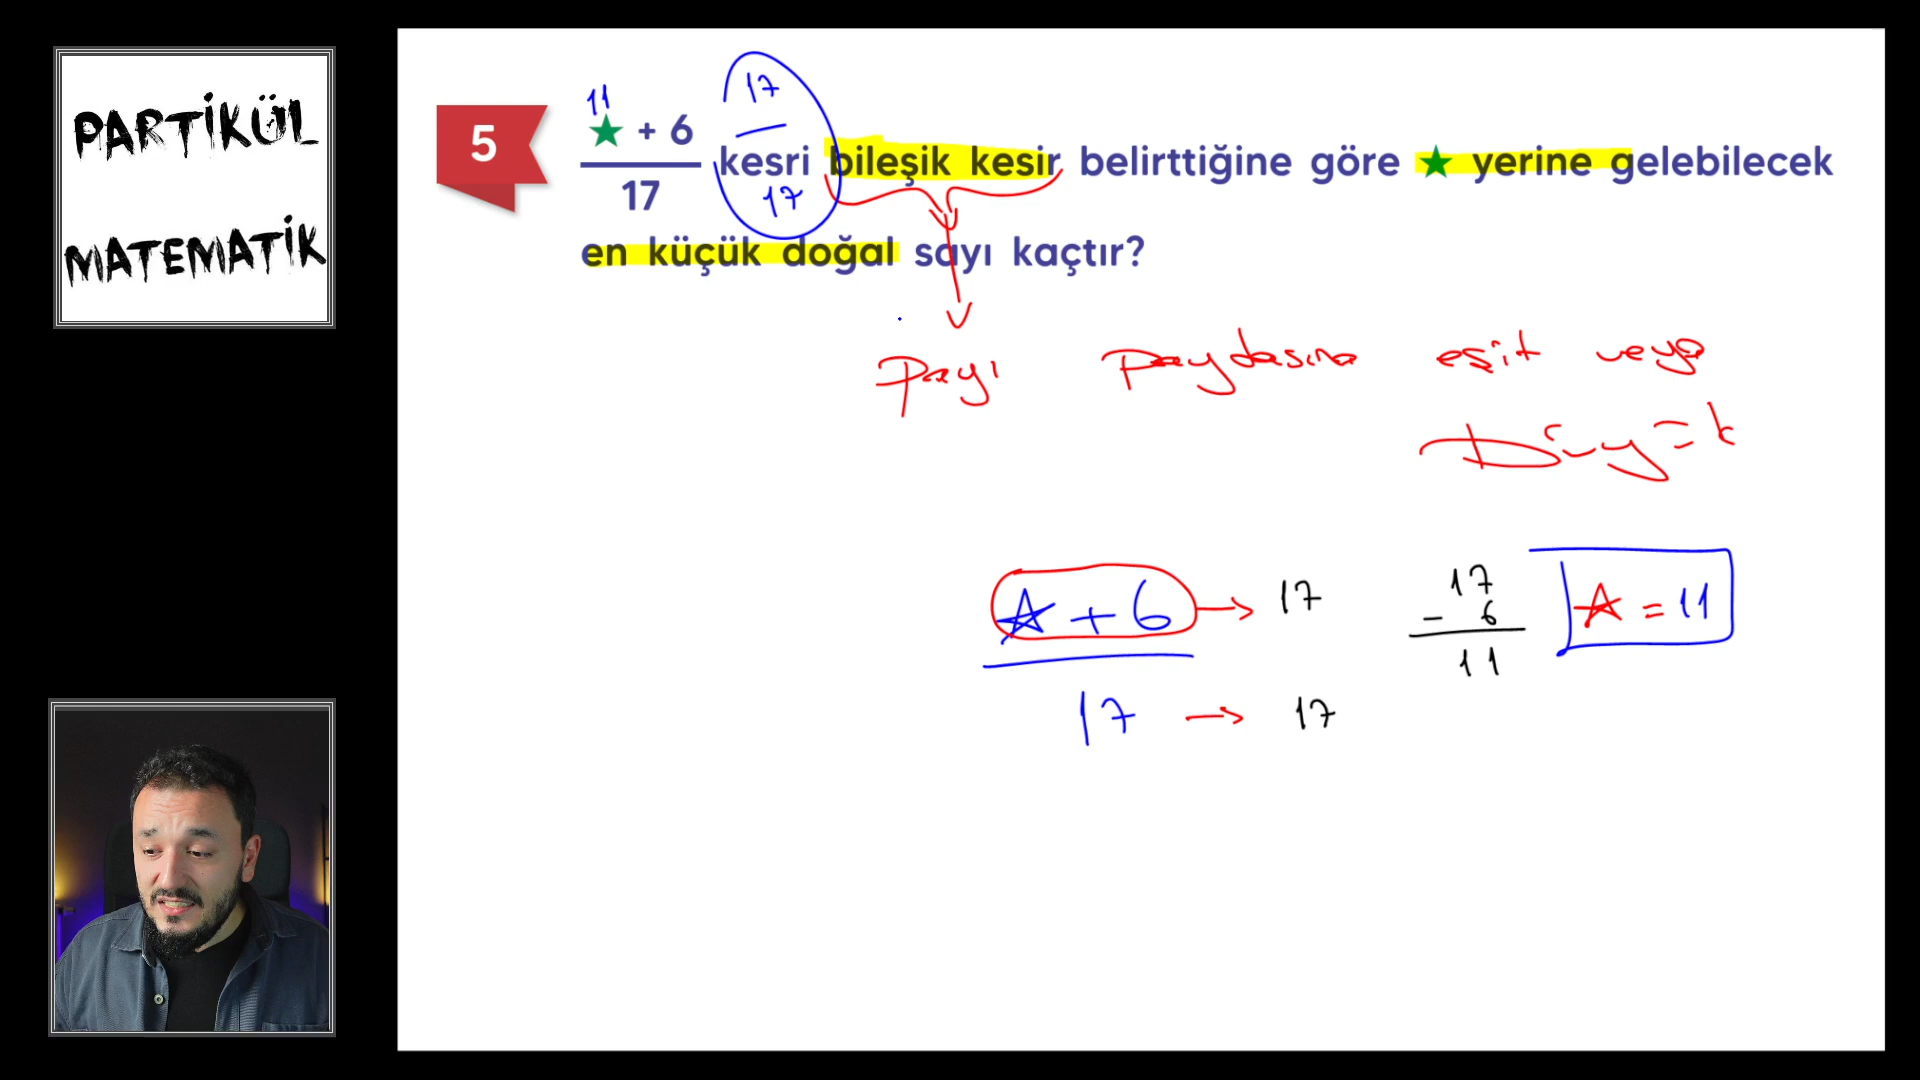 PARTİKÜL
MATEMATİK
5
11
★ + 6
17
17
17
kesri bileşik kesir belirttiğine göre ★ yerine gelebilecek
en küçük doğal sayı kaçtır?
Payı paydasına eşit veya
Büyük
★ + 6 → 17
17 → 17
17
- 6
11
★ = 11